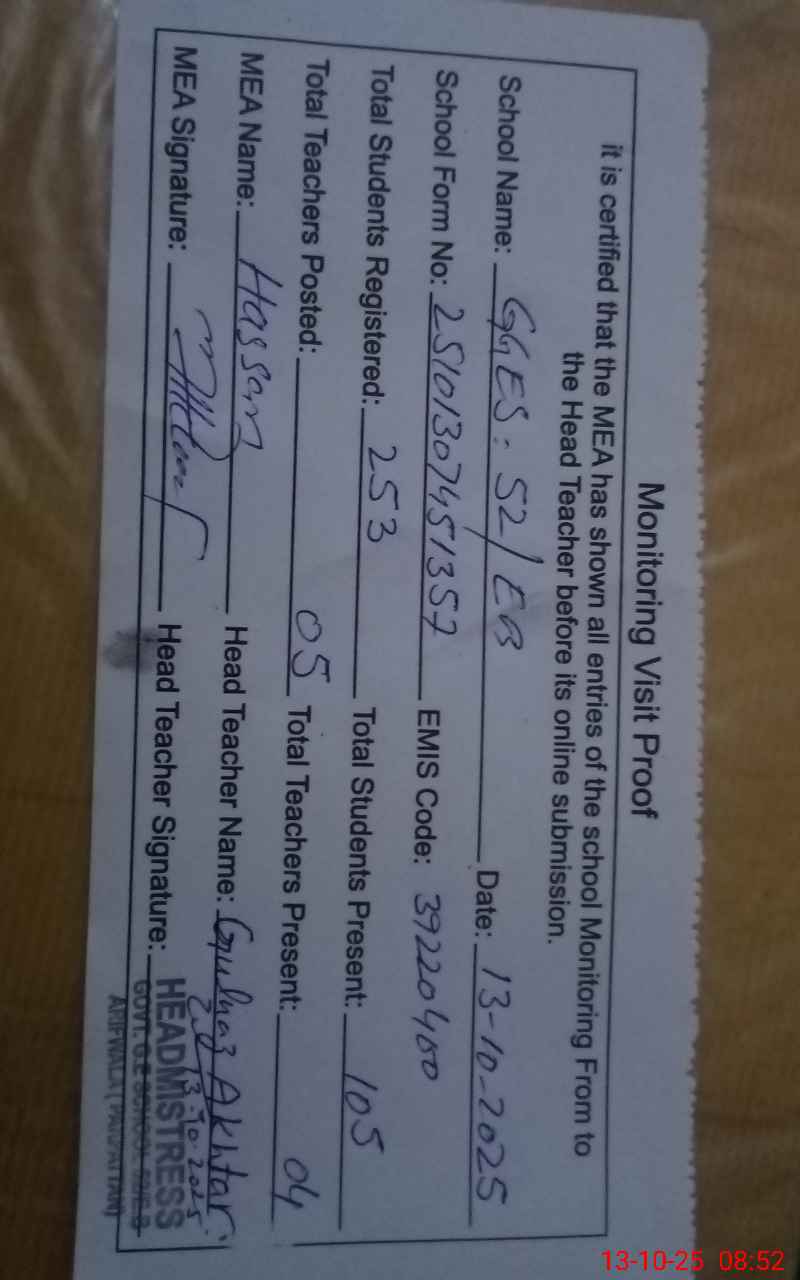 Monitoring Visit Proof
it is certified that the MEA has shown all entries of the school Monitoring From to
the Head Teacher before its online submission.
School Name: GGES: 52/EB Date: 13-10-2025
School Form No: 25101307451357 EMIS Code: 39220400
Total Students Registered: 253 Total Students Present: 105
Total Teachers Posted: 05 Total Teachers Present: 04
MEA Name: Hassan Head Teacher Name: Gulnaz Akhtar
MEA Signature: Head Teacher Signature:
13-10-2025
HEADMISTRESS
GOVT. G.E SCHOOL
ARIFWALA (PAKPATTAN)
13-10-25 08:52